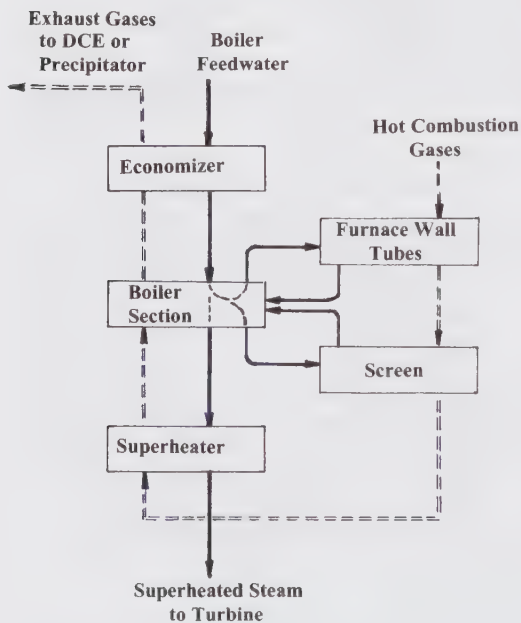 Exhaust Gases
to DCE or
Precipitator
Boiler
Feedwater
Hot Combustion
Gases
Economizer
Furnace Wall
Tubes
Boiler
Section
Screen
Superheater
Superheated Steam
to Turbine